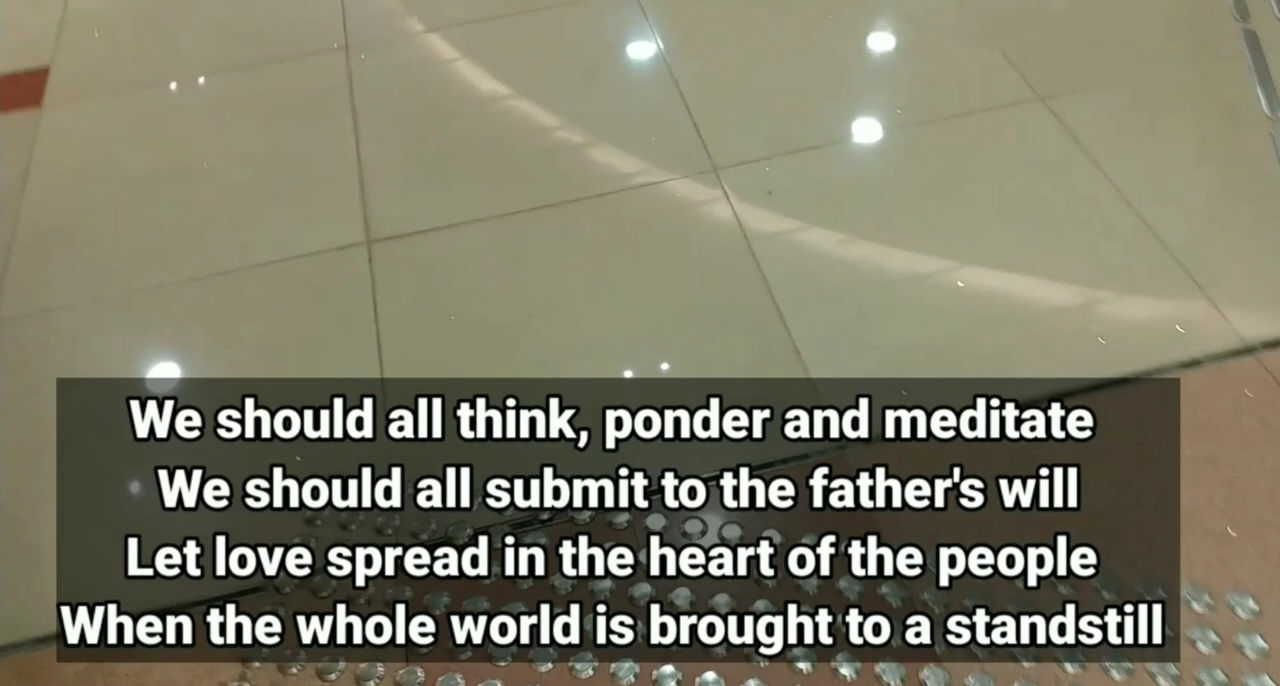 We should all think, ponder and meditate
We should all submit to the father's will
Let love spread in the heart of the people
When the whole world is brought to a standstill